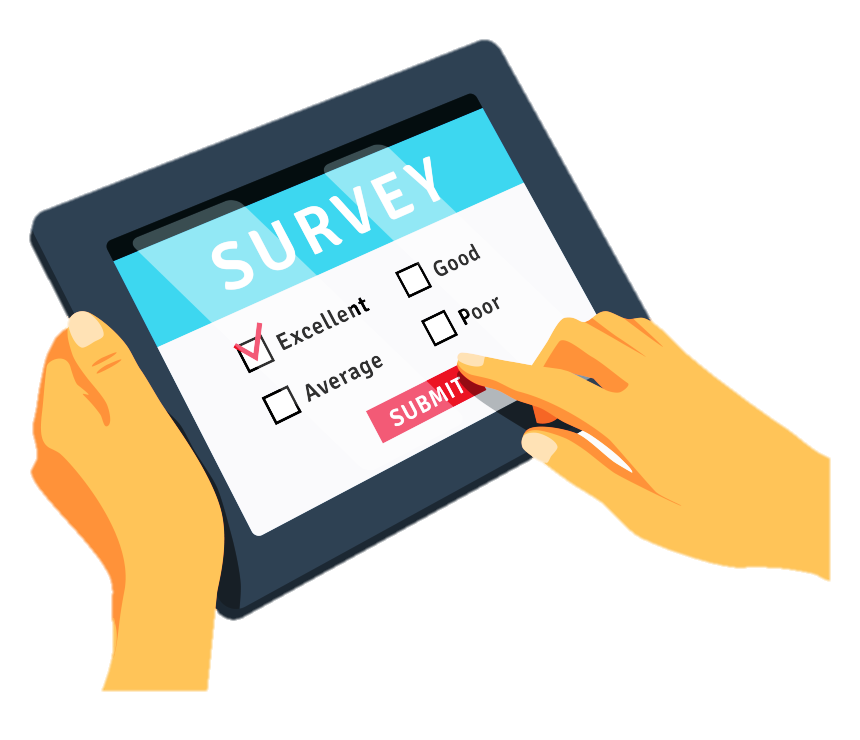 SURVEY
Excellent
Good
Average
Poor
SUBMIT